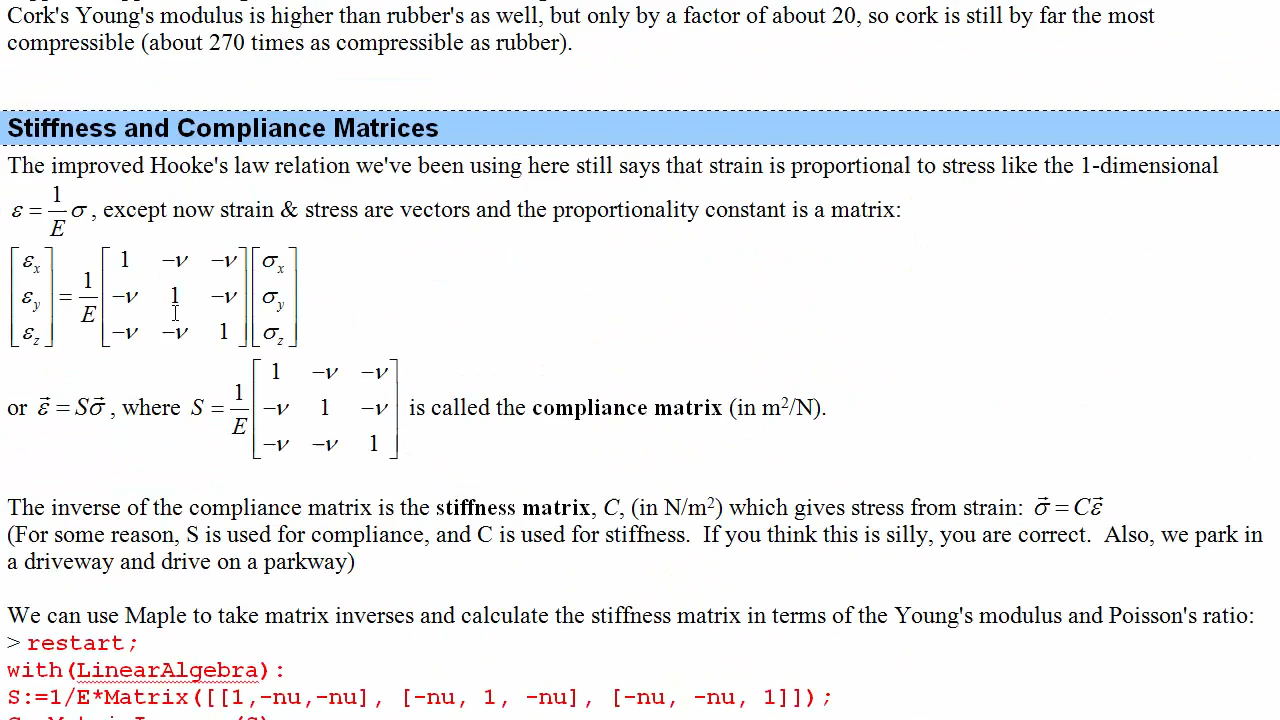 Cork's Young's modulus is higher than rubber's as well, but only by a factor of about 20, so cork is still by far the most
compressible (about 270 times as compressible as rubber).
Stiffness and Compliance Matrices
The improved Hooke's law relation we've been using here still says that strain is proportional to stress like the 1-dimensional
ε = 1/E σ, except now strain & stress are vectors and the proportionality constant is a matrix:
[εx; εy; εz] = 1/E [1 −ν −ν; −ν 1 −ν; −ν −ν 1] [σx; σy; σz]
or ε⃗ = Sσ⃗, where S = 1/E [1 −ν −ν; −ν 1 −ν; −ν −ν 1] is called the compliance matrix (in m²/N).
The inverse of the compliance matrix is the stiffness matrix, C, (in N/m²) which gives stress from strain: σ⃗ = Cε⃗
(For some reason, S is used for compliance, and C is used for stiffness. If you think this is silly, you are correct. Also, we park in
a driveway and drive on a parkway)
We can use Maple to take matrix inverses and calculate the stiffness matrix in terms of the Young's modulus and Poisson's ratio:
> restart;
with(LinearAlgebra):
S:=1/E*Matrix([[1,-nu,-nu], [-nu, 1, -nu], [-nu, -nu, 1]]);